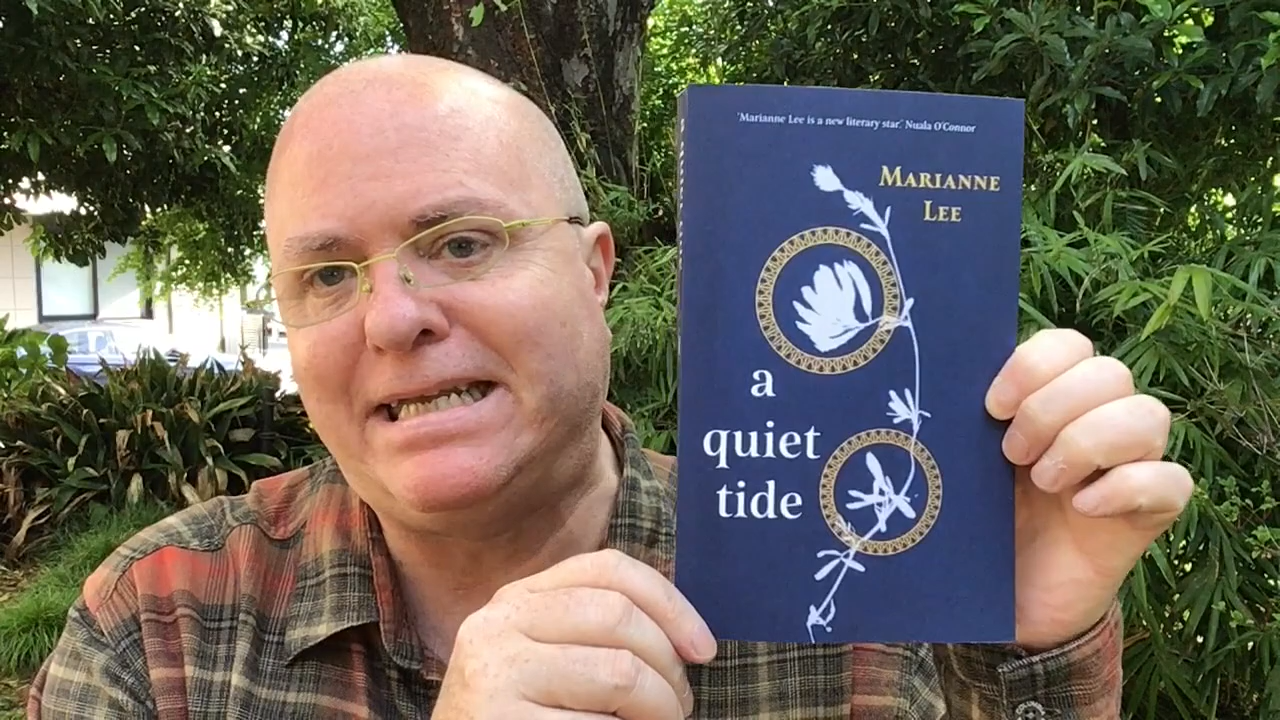 'Marianne Lee is a new literary star.' Nuala O'Connor
Marianne
Lee
a
quiet
tide